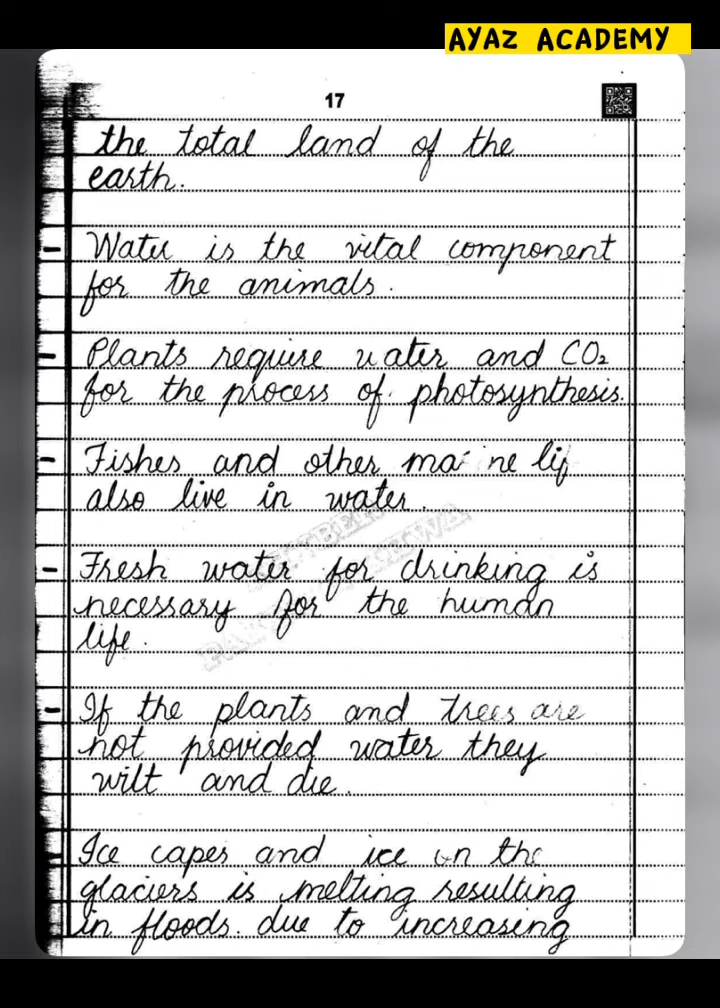 AYAZ ACADEMY
17
the total land of the
earth.
- Water is the vital component
for the animals.
- Plants require water and CO₂
for the process of photosynthesis.
- Fishes and other marine lif
also live in water.
- Fresh water for drinking is
necessary for the human
life.
- If the plants and trees are
not provided water they
wilt and die.
- Ice capes and ice on the
glaciers is melting resulting
in floods. due to increasing